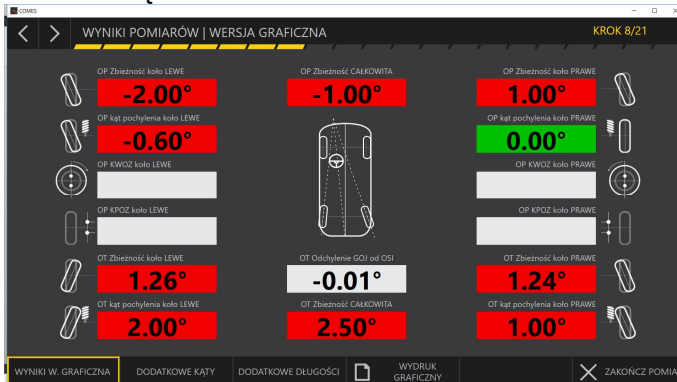 COMES
WYNIKI POMIARÓW | WERSJA GRAFICZNA
KROK 8/21
OP Zbieżność koło LEWE
OP Zbieżność CAŁKOWITA
OP Zbieżność koło PRAWE
-2.00°
-1.00°
1.00°
OP kąt pochylenia koło LEWE
OP kąt pochylenia koło PRAWE
-0.60°
0.00°
OP KWOZ koło LEWE
OP KWOZ koło PRAWE
OP KPOZ koło LEWE
OP KPOZ koło PRAWE
OT Zbieżność koło LEWE
OT Odchylenie GOJ od OSI
OT Zbieżność koło PRAWE
1.26°
-0.01°
1.24°
OT kąt pochylenia koło LEWE
OT Zbieżność CAŁKOWITA
OT kąt pochylenia koło PRAWE
2.00°
2.50°
1.00°
WYNIKI W. GRAFICZNA
DODATKOWE KĄTY
DODATKOWE DŁUGOŚCI
WYDRUK
GRAFICZNY
ZAKOŃCZ POMIA